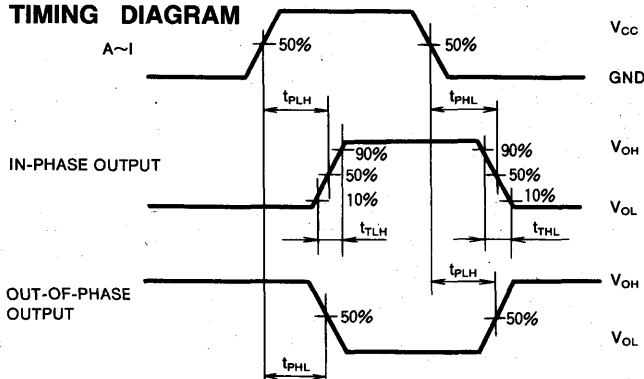 TIMING DIAGRAM
A~I
50%
50%
VCC
GND
tPLH
tPHL
IN-PHASE OUTPUT
90%
50%
10%
90%
50%
10%
VOH
VOL
tTLH
tTHL
OUT-OF-PHASE
OUTPUT
tPLH
50%
50%
VOH
VOL
tPHL